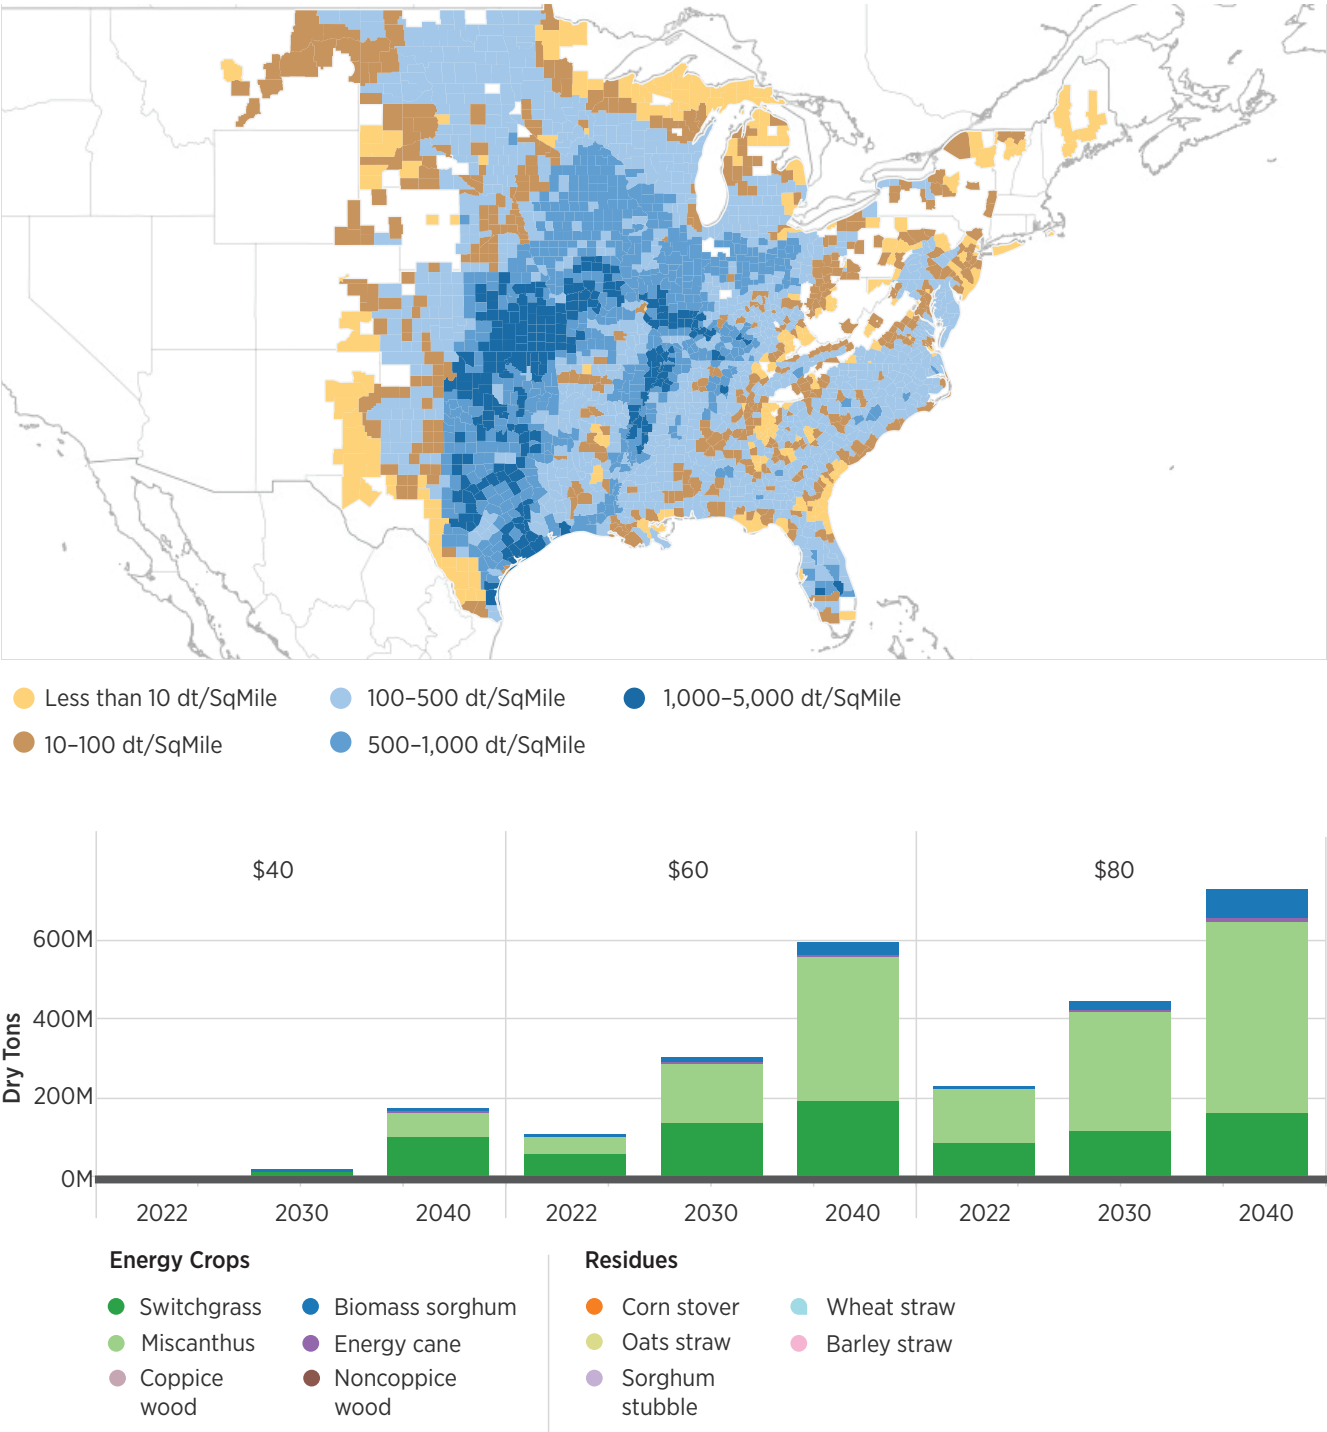 Less than 10 dt/SqMile
100–500 dt/SqMile
1,000–5,000 dt/SqMile
10–100 dt/SqMile
500–1,000 dt/SqMile
$40
$60
$80
600M
400M
200M
0M
Dry Tons
2022
2030
2040
2022
2030
2040
2022
2030
2040
Energy Crops
Switchgrass
Biomass sorghum
Miscanthus
Energy cane
Coppice
wood
Noncoppice
wood
Residues
Corn stover
Wheat straw
Oats straw
Barley straw
Sorghum
stubble